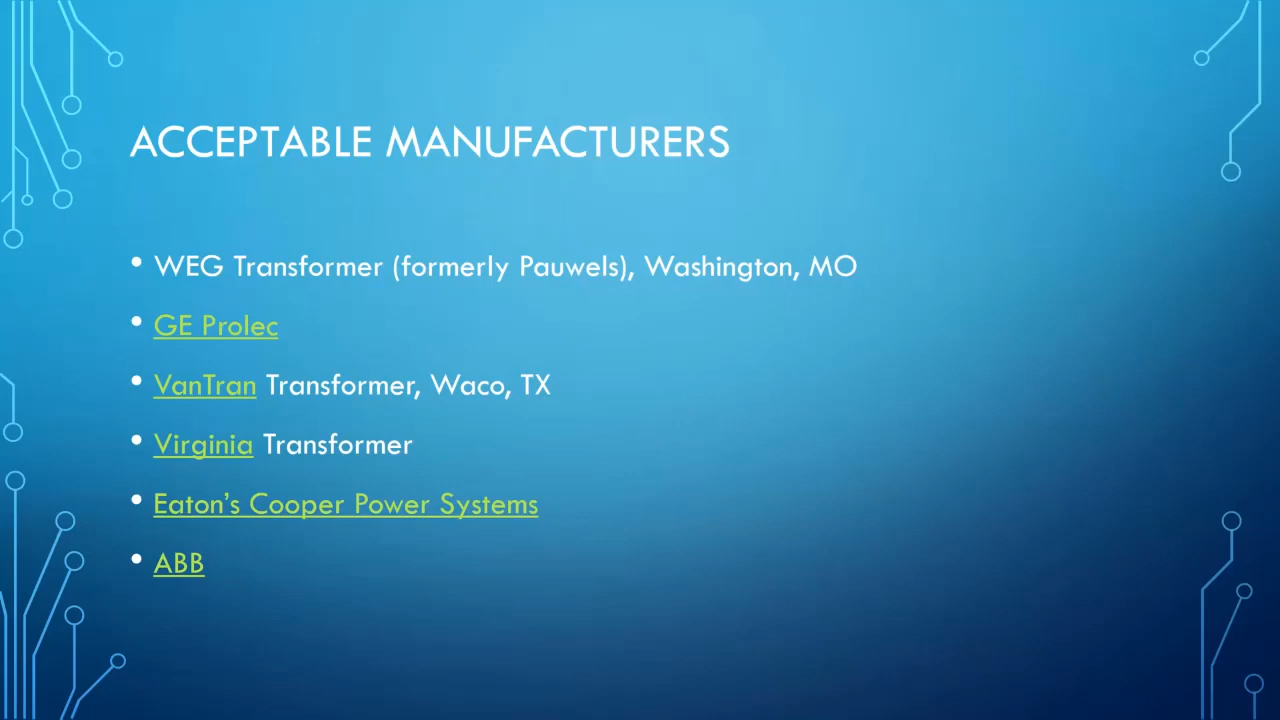 ACCEPTABLE MANUFACTURERS
• WEG Transformer (formerly Pauwels), Washington, MO
• GE Prolec
• VanTran Transformer, Waco, TX
• Virginia Transformer
• Eaton’s Cooper Power Systems
• ABB